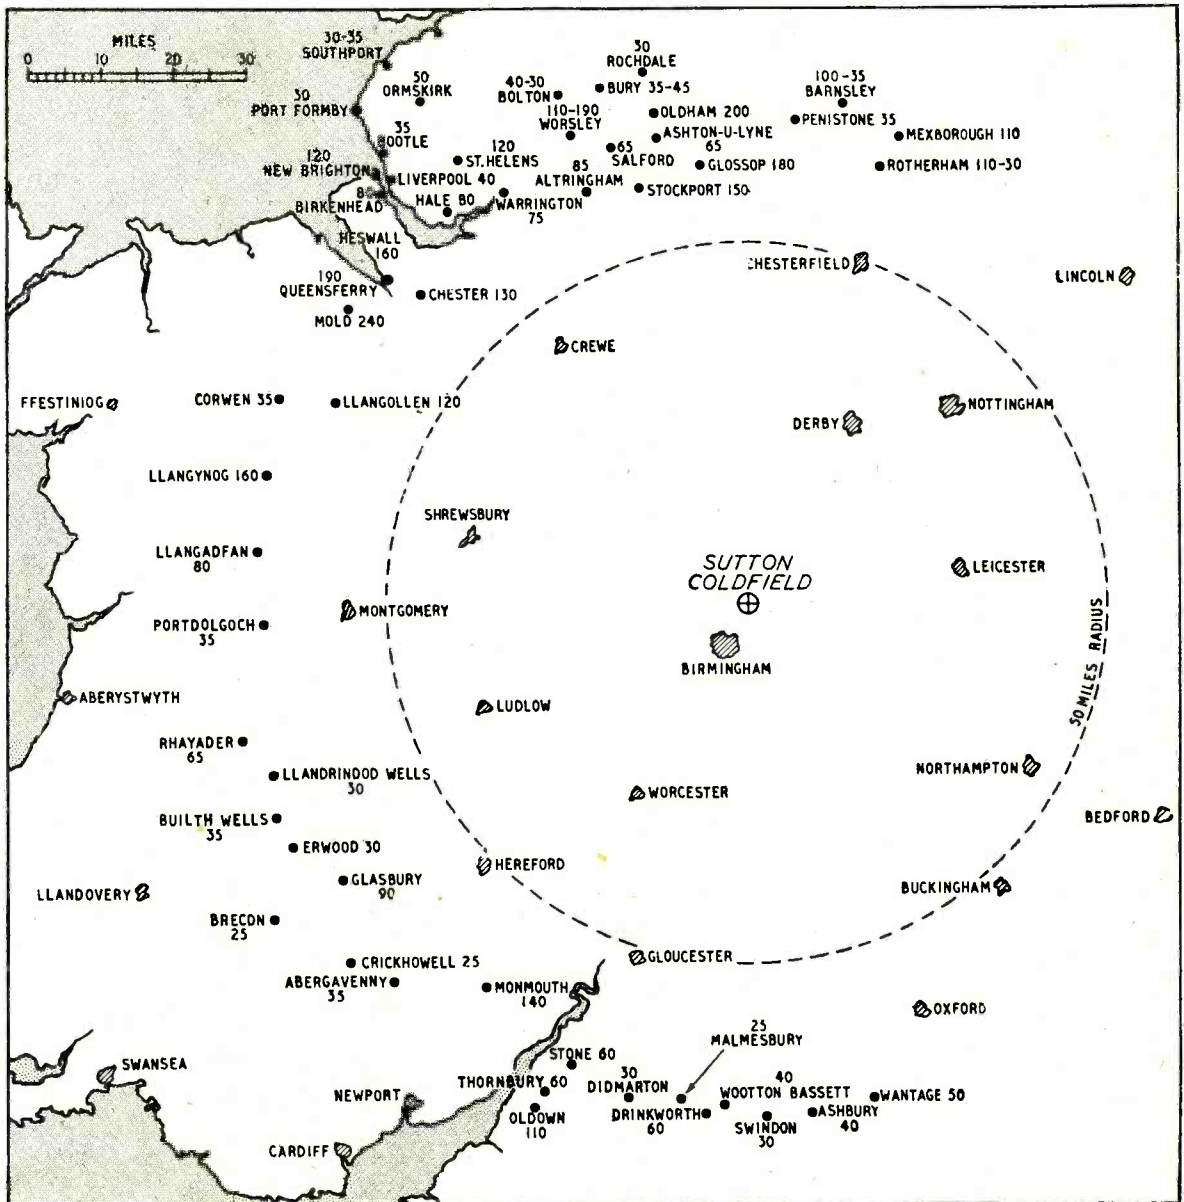 MILES
0 10 20 30
30-35
SOUTHPORT
50
ORMSKIRK
30
PORT FORMBY
40-30
BOLTON
30
ROCHDALE
BURY 35-45
100-35
BARNSLEY
110-190
WORSLEY
OLDHAM 200
PENISTONE 35
ASHTON-U-LYNE
65
MEXBOROUGH 110
35
BOOTLE
120
NEW BRIGHTON
120
ST.HELENS
65
SALFORD
GLOSSOP 180
ROTHERHAM 110-30
LIVERPOOL 40
85
ALTRINGHAM
STOCKPORT 150
80
BIRKENHEAD
HALE 80
WARRINGTON
75
HESWALL
160
CHESTERFIELD
LINCOLN
190
QUEENSFERRY
CHESTER 130
MOLD 240
CREWE
FFESTINIOG
CORWEN 35
LLANGOLLEN 120
DERBY
NOTTINGHAM
LLANGYNOG 160
SHREWSBURY
LLANGADFAN
80
SUTTON
COLDFIELD
LEICESTER
MONTGOMERY
PORTDOLGOCH
35
BIRMINGHAM
50 MILES RADIUS
ABERYSTWYTH
LUDLOW
RHAYADER
65
LLANDRINDOD WELLS
30
NORTHAMPTON
WORCESTER
BUILTH WELLS
35
BEDFORD
ERWOOD 30
HEREFORD
GLASBURY
90
LLANDOVERY
BUCKINGHAM
BRECON
25
CRICKHOWELL 25
GLOUCESTER
ABERGAVENNY
35
MONMOUTH
140
OXFORD
25
MALMESBURY
STONE 60
SWANSEA
THORNBURY 60
30
DIDMARTON
40
WOOTTON BASSETT
WANTAGE 50
NEWPORT
OLDOWN
110
DRINKWORTH
60
SWINDON
30
ASHBURY
40
CARDIFF